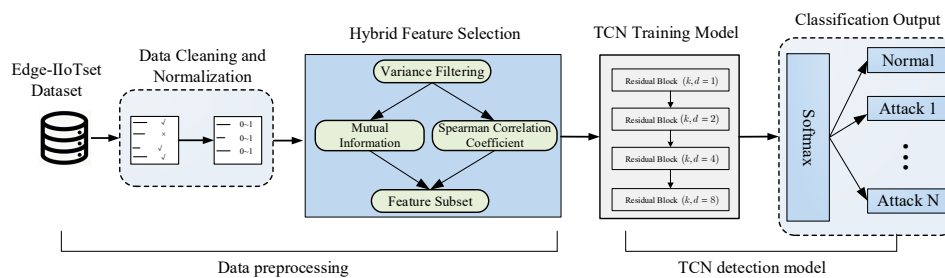 Edge-IIoTset
Dataset
Data Cleaning and
Normalization
√
×
√
√
0~1
0~1
0~1
Hybrid Feature Selection
Variance Filtering
Mutual
Information
Spearman Correlation
Coefficient
Feature Subset
TCN Training Model
Residual Block (k, d = 1)
Residual Block (k, d = 2)
Residual Block (k, d = 4)
Residual Block (k, d = 8)
Classification Output
Softmax
Normal
Attack 1
Attack N
Data preprocessing
TCN detection model